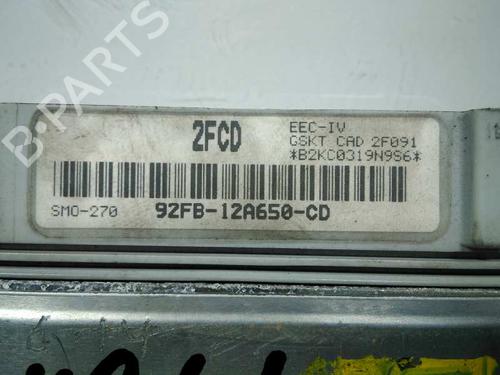 2FCD
EEC-IV
GSKT CAD 2F091
*B2KC0319N9S6*
SMO-270
92FB-12A650-CD
B-PARTS